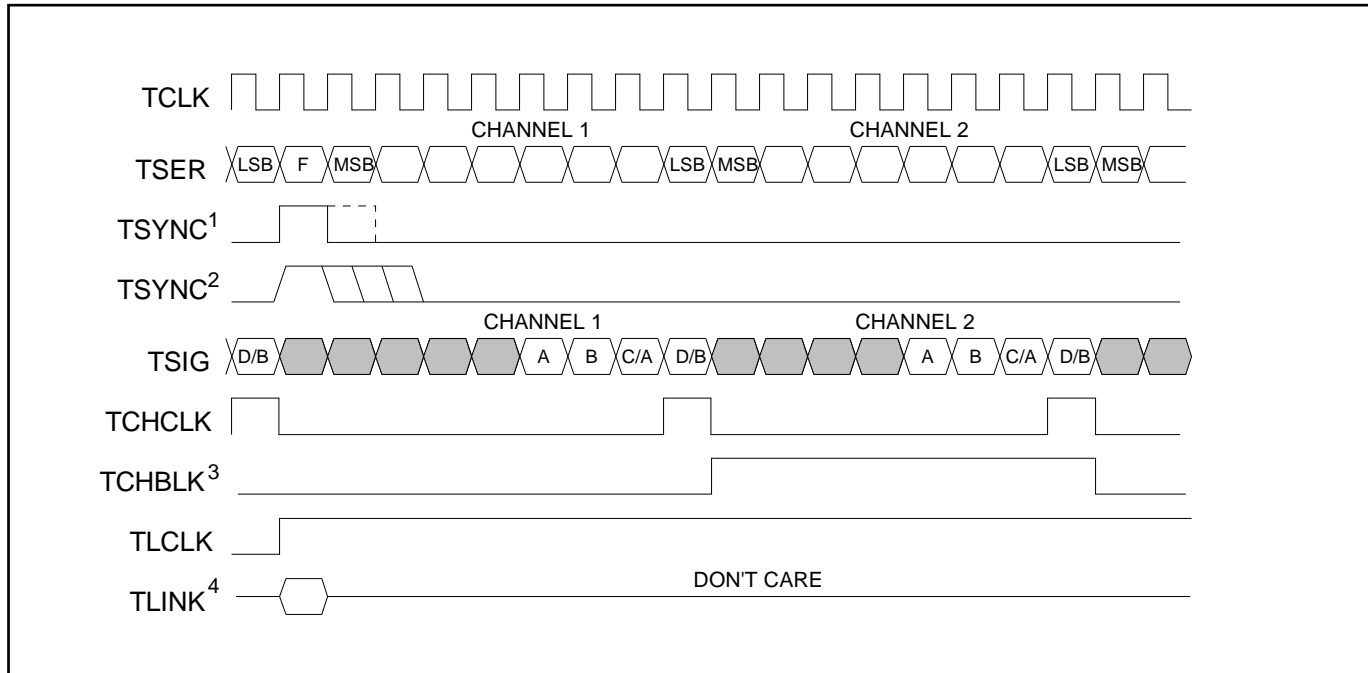 TCLK
CHANNEL 1 CHANNEL 2
TSER LSB F MSB LSB MSB LSB MSB
TSYNC1
TSYNC2
CHANNEL 1 CHANNEL 2
TSIG D/B A B C/A D/B A B C/A D/B
TCHCLK
TCHBLK3
TLCLK
DON'T CARE
TLINK4